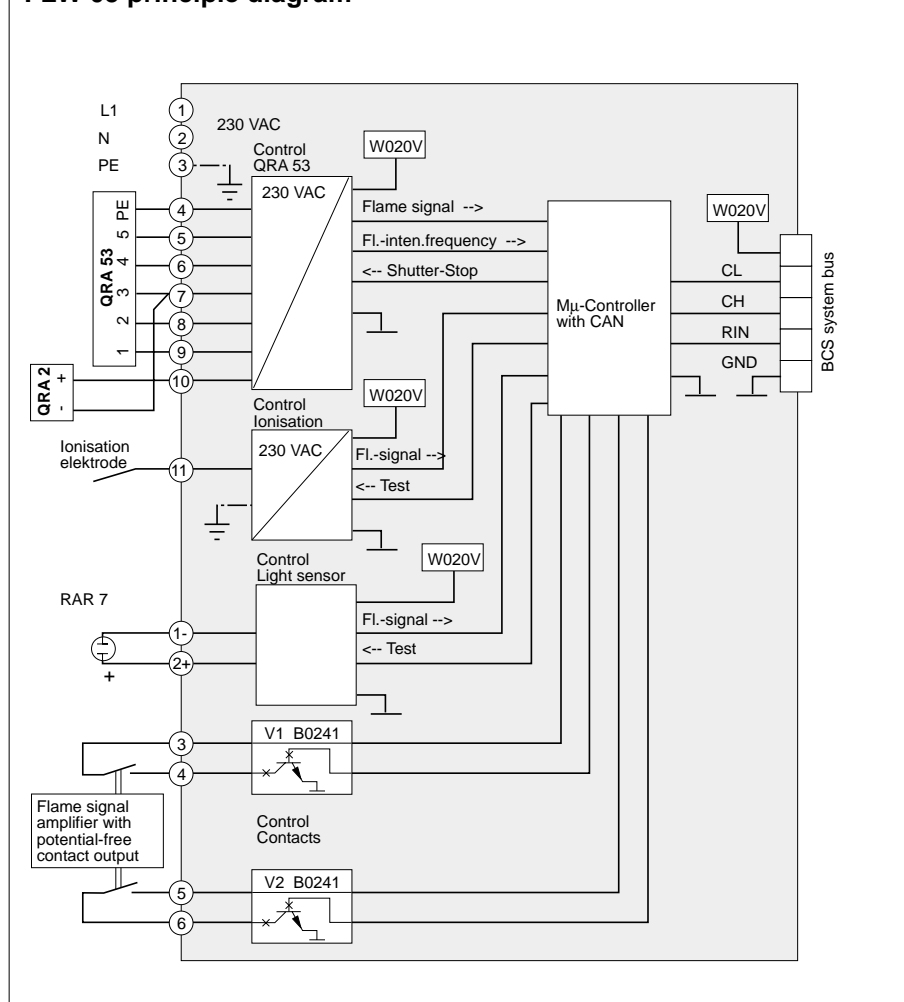 L1
N
PE
1
2
3
230 VAC
Control
QRA 53
W020V
230 VAC
QRA 53
PE
5
4
3
2
1
4
5
6
7
8
9
10
QRA 2
+
-
Flame signal -->
Fl.-inten.frequency -->
<-- Shutter-Stop
Mµ-Controller
with CAN
W020V
CL
CH
RIN
GND
BCS system bus
Control
Ionisation
W020V
230 VAC
Ionisation
elektrode
11
Fl.-signal -->
<-- Test
Control
Light sensor
W020V
RAR 7
1-
2+
+
Fl.-signal -->
<-- Test
V1 B0241
3
4
Flame signal
amplifier with
potential-free
contact output
Control
Contacts
V2 B0241
5
6